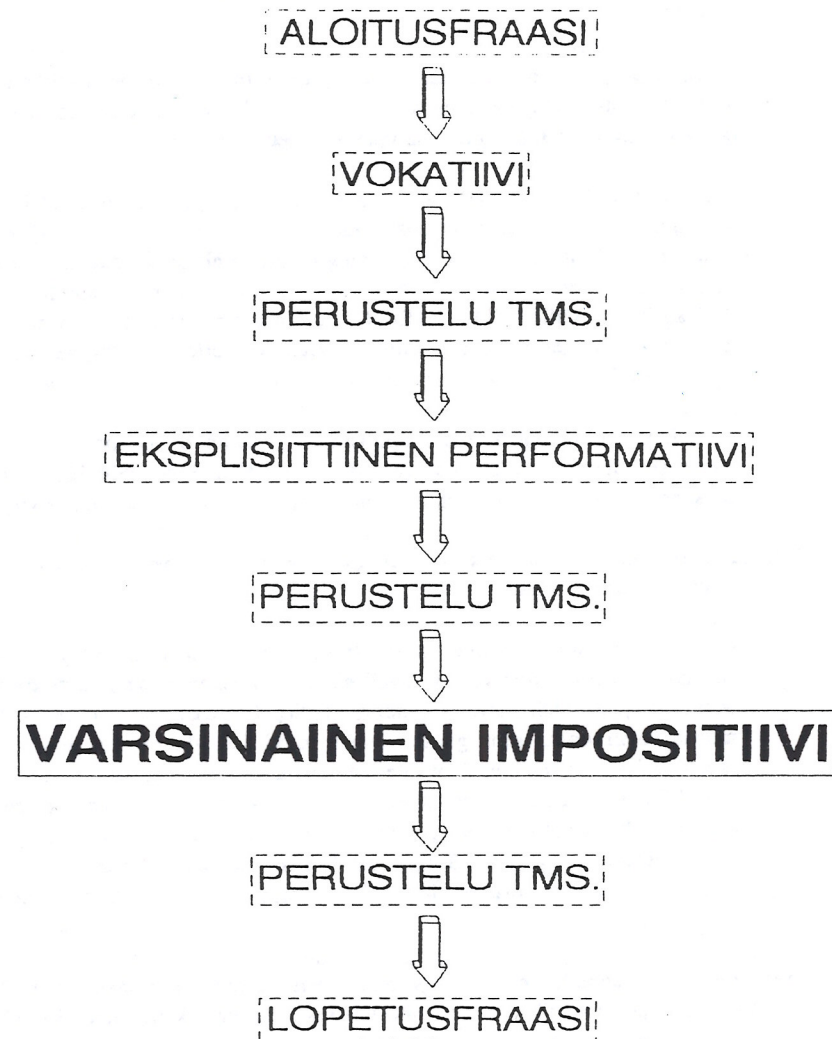 ALOITUSFRAASI
VOKATIIVI
PERUSTELU TMS.
EKSPLISIITTINEN PERFORMATIIVI
PERUSTELU TMS.
VARSINAINEN IMPOSITIIVI
PERUSTELU TMS.
LOPETUSFRAASI